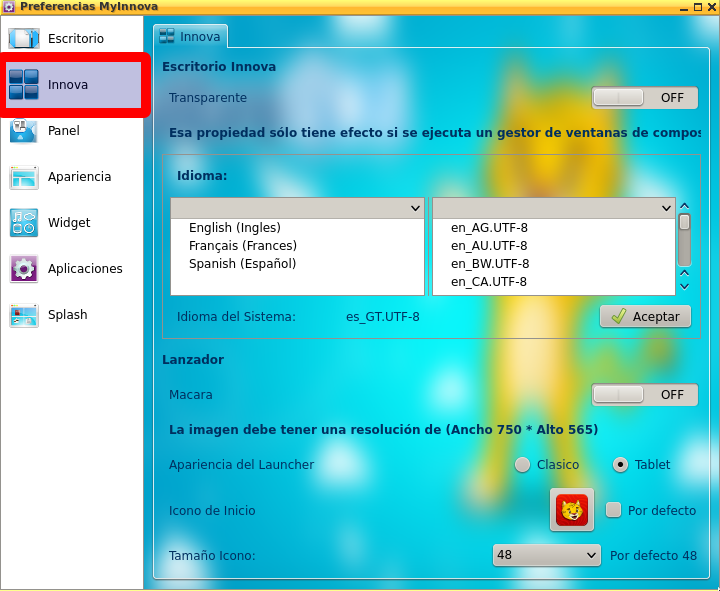 Preferencias MyInnova
Escritorio
Innova
Panel
Apariencia
Widget
Aplicaciones
Splash
Innova
Escritorio Innova
Transparente OFF
Esa propiedad sólo tiene efecto si se ejecuta un gestor de ventanas de compos
Idioma:
English (Ingles)
Français (Frances)
Spanish (Español)
en_AG.UTF-8
en_AU.UTF-8
en_BW.UTF-8
en_CA.UTF-8
Idioma del Sistema: es_GT.UTF-8 Aceptar
Lanzador
Macara OFF
La imagen debe tener una resolución de (Ancho 750 * Alto 565)
Apariencia del Launcher Clasico Tablet
Icono de Inicio Por defecto
Tamaño Icono: 48 Por defecto 48